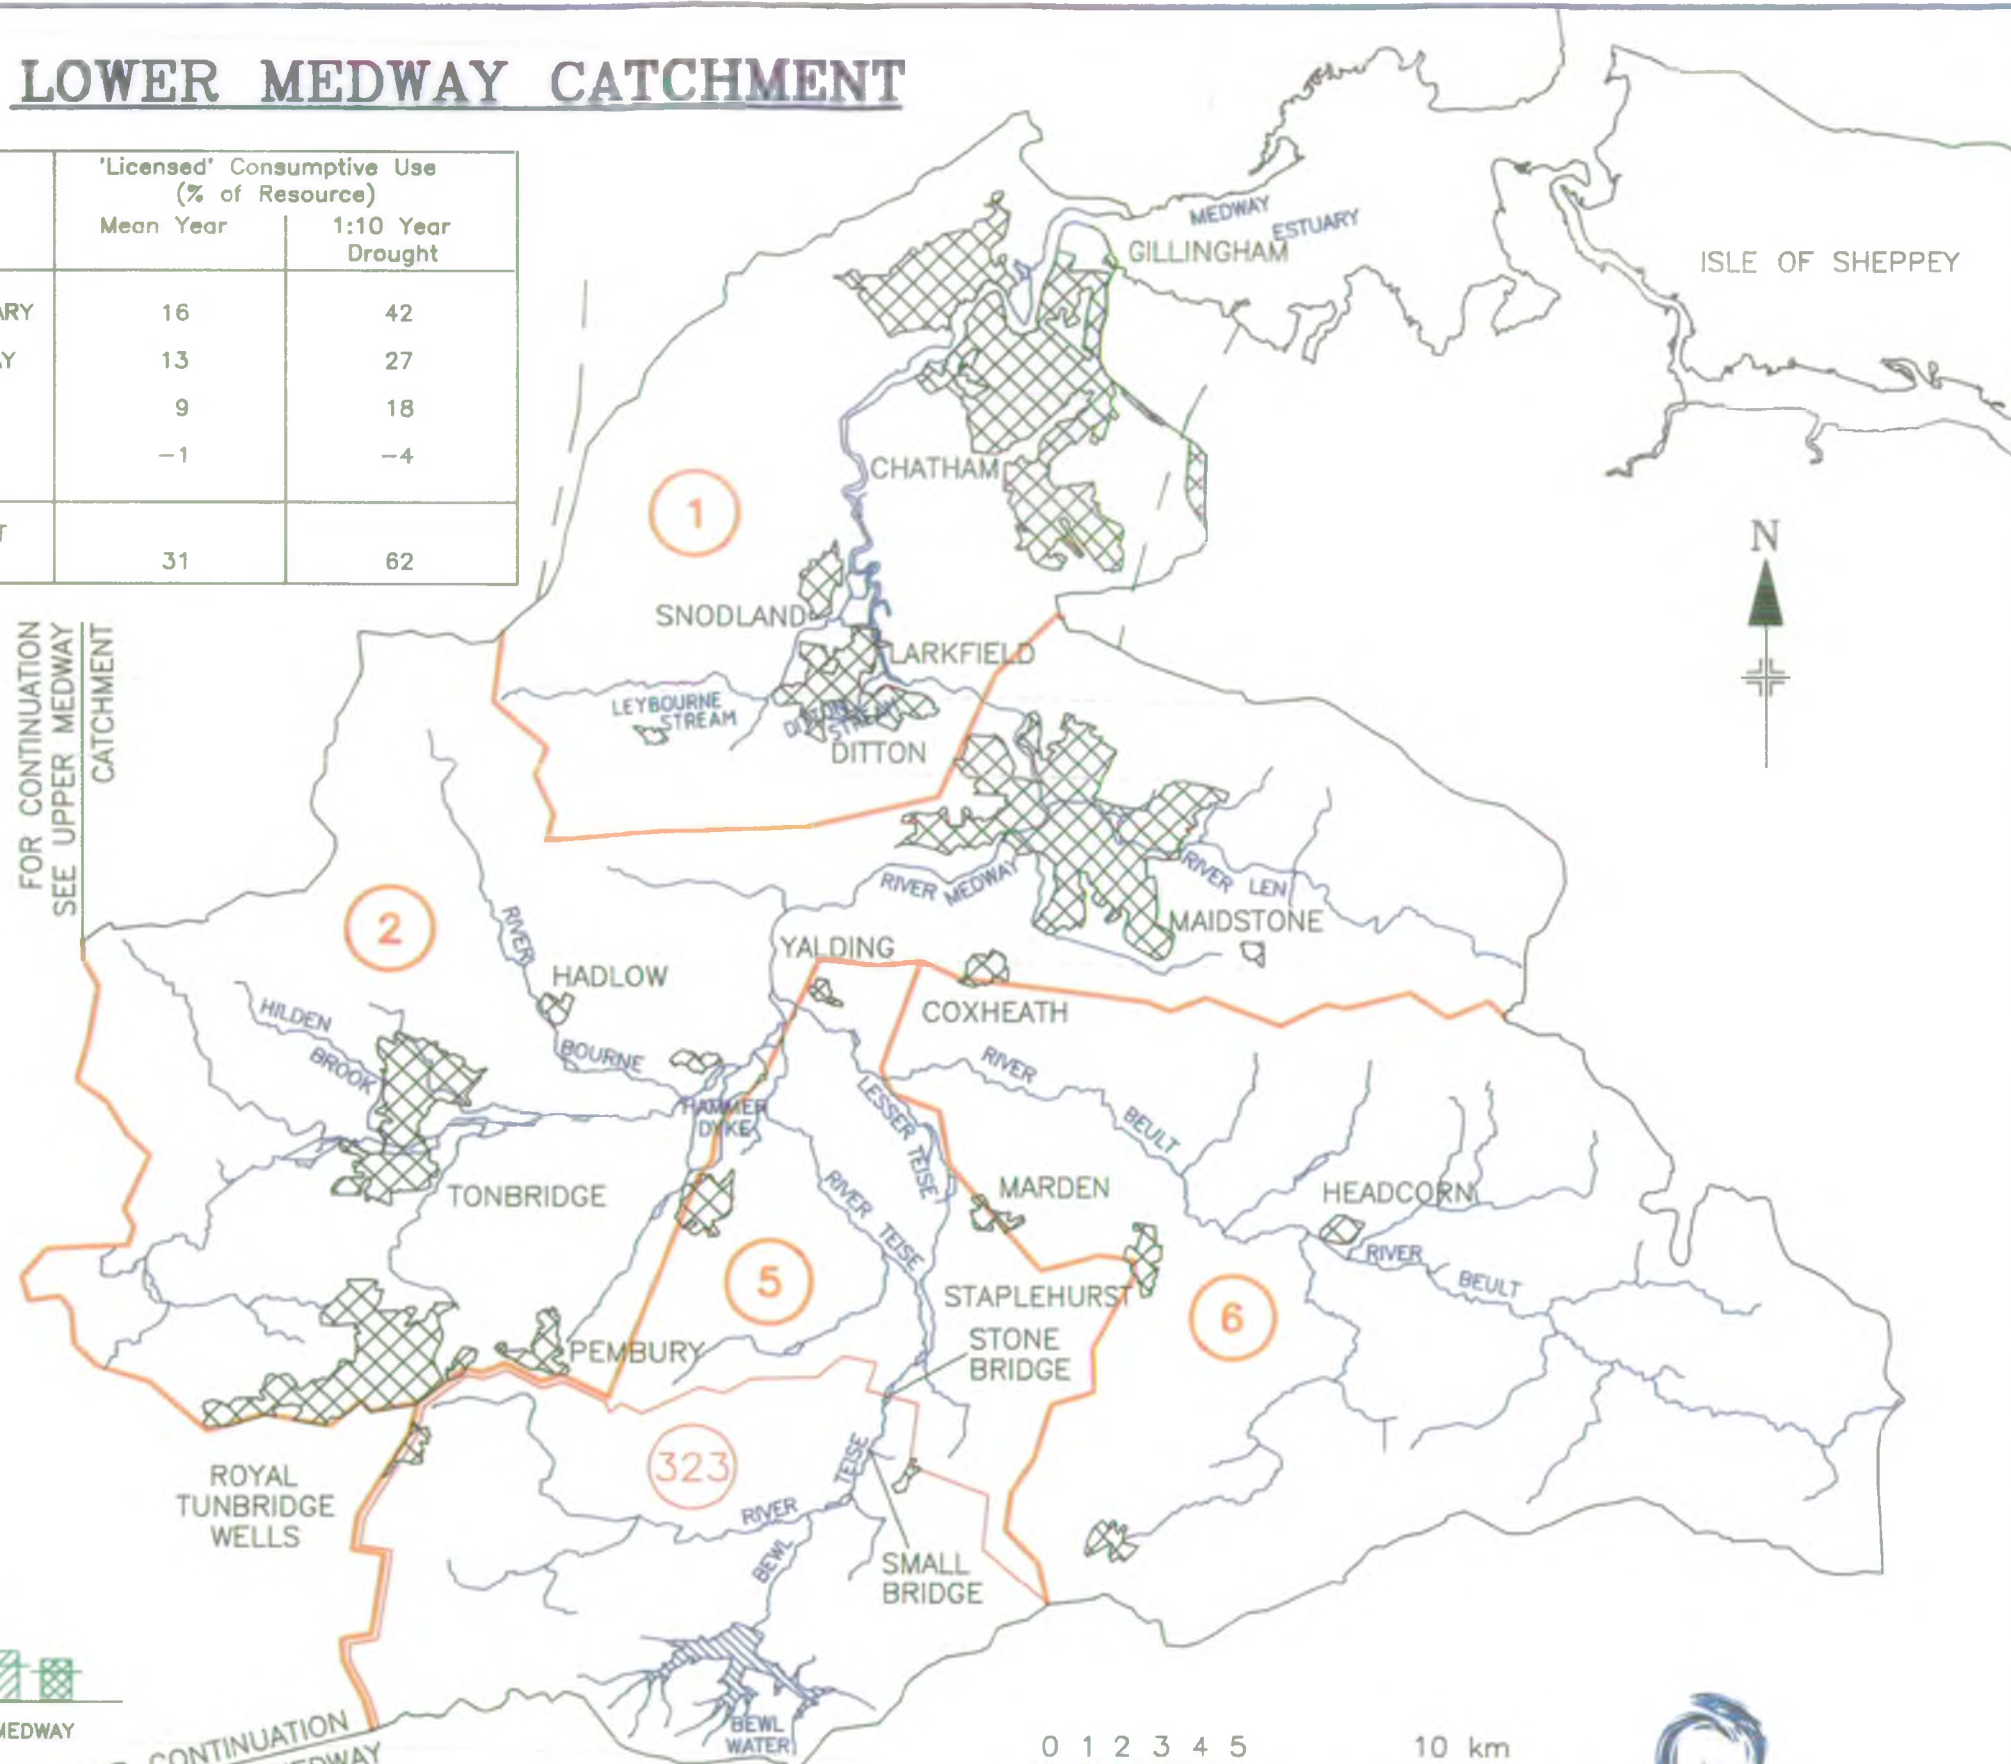 LOWER MEDWAY CATCHMENT
'Licensed' Consumptive Use
(% of Resource)
Mean Year
1:10 Year
Drought
16 42
13 27
9 18
-1 -4
31 62
FOR CONTINUATION
SEE UPPER MEDWAY
CATCHMENT
MEDWAY
ESTUARY
GILLINGHAM
ISLE OF SHEPPEY
CHATHAM
1
N
SNODLAND
LARKFIELD
LEYBOURNE
STREAM
DITTON
STREAM
DITTON
RIVER MEDWAY
RIVER LEN
MAIDSTONE
2
YALDING
RIVER
HADLOW
COXHEATH
HILDEN
BROOK
BOURNE
RIVER
BEULT
HAMMER
DYKE
LESSER TEISE
TONBRIDGE
RIVER TEISE
MARDEN
HEADCORN
RIVER
BEULT
5
STAPLEHURST
6
PEMBURY
STONE
BRIDGE
323
ROYAL
TUNBRIDGE
WELLS
TEISE
RIVER
BEWL
SMALL
BRIDGE
MEDWAY
BEWL
WATER
CONTINUATION
0 1 2 3 4 5 10 km